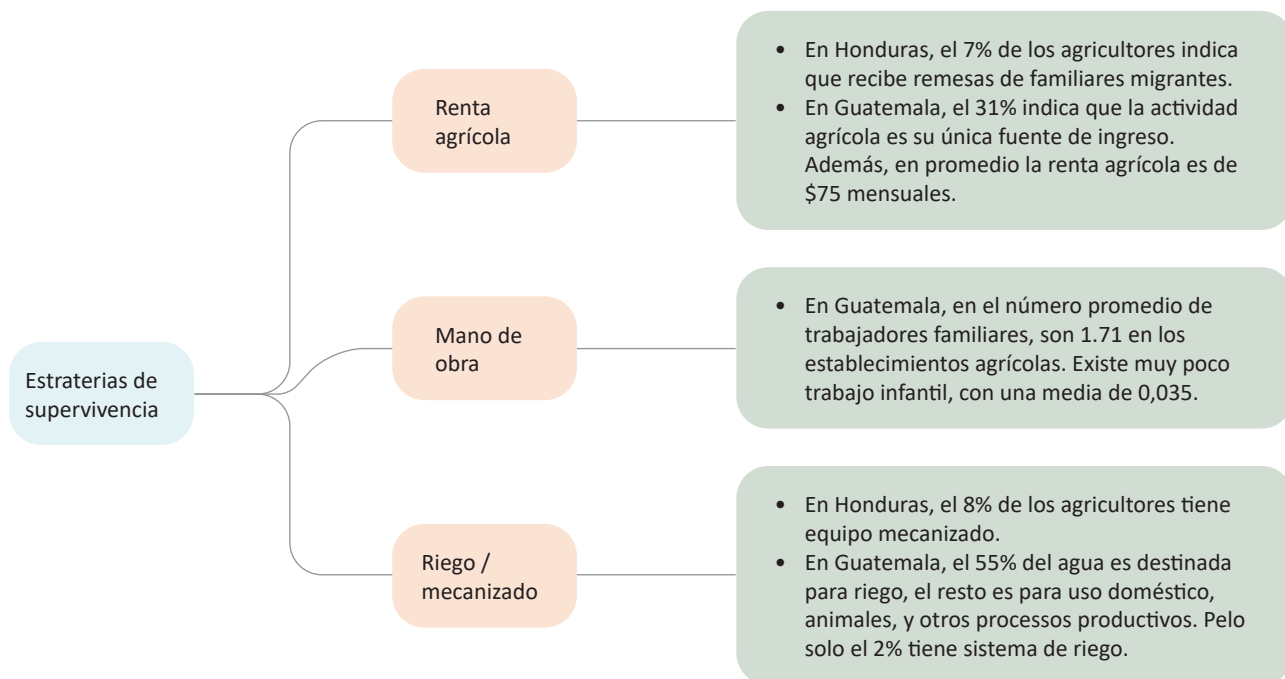 Estraterias de
supervivencia
Renta
agrícola
• En Honduras, el 7% de los agricultores indica
que recibe remesas de familiares migrantes.
• En Guatemala, el 31% indica que la actividad
agrícola es su única fuente de ingreso.
Además, en promedio la renta agrícola es de
$75 mensuales.
Mano de
obra
• En Guatemala, en el número promedio de
trabajadores familiares, son 1.71 en los
establecimientos agrícolas. Existe muy poco
trabajo infantil, con una media de 0,035.
Riego /
mecanizado
• En Honduras, el 8% de los agricultores tiene
equipo mecanizado.
• En Guatemala, el 55% del agua es destinada
para riego, el resto es para uso doméstico,
animales, y otros processos productivos. Pelo
solo el 2% tiene sistema de riego.